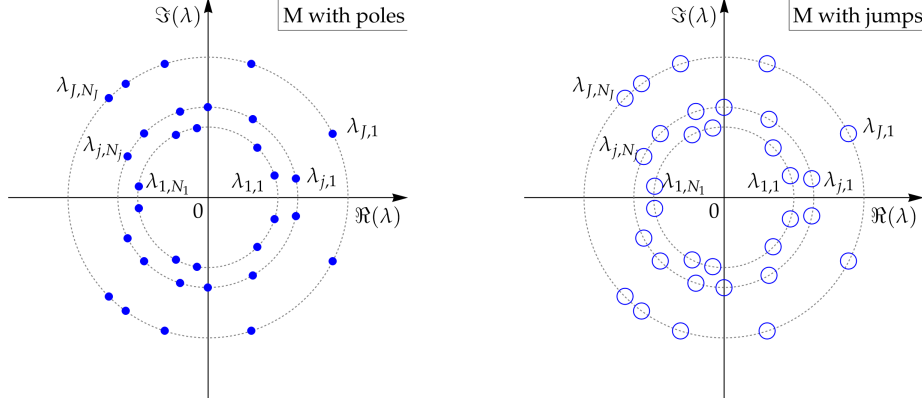 ℑ(λ)
M with poles
λ_{J,N_J}
λ_{J,1}
λ_{j,N_j}
λ_{1,N_1}
λ_{1,1}
λ_{j,1}
0
ℜ(λ)
ℑ(λ)
M with jumps
λ_{J,N_J}
λ_{J,1}
λ_{j,N_j}
λ_{1,N_1}
λ_{1,1}
λ_{j,1}
0
ℜ(λ)